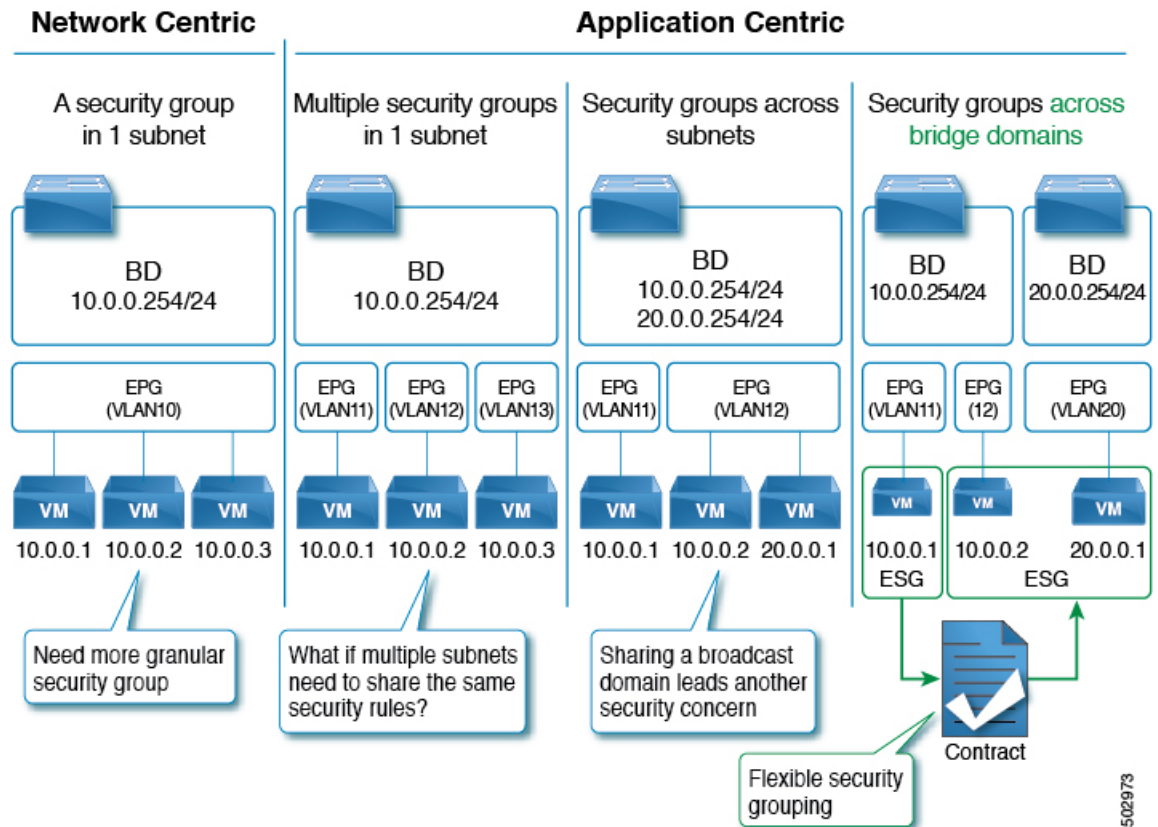 Network Centric
Application Centric
A security group
in 1 subnet
Multiple security groups
in 1 subnet
Security groups across
subnets
Security groups across
bridge domains
BD
10.0.0.254/24
BD
10.0.0.254/24
BD
10.0.0.254/24
20.0.0.254/24
BD
10.0.0.254/24
BD
20.0.0.254/24
EPG
(VLAN10)
EPG
(VLAN11)
EPG
(VLAN12)
EPG
(VLAN13)
EPG
(VLAN11)
EPG
(VLAN12)
EPG
(VLAN11)
EPG
(12)
EPG
(VLAN20)
VM
VM
VM
VM
VM
VM
VM
VM
VM
VM
VM
VM
10.0.0.1
10.0.0.2
10.0.0.3
10.0.0.1
10.0.0.2
10.0.0.3
10.0.0.1
10.0.0.2
20.0.0.1
10.0.0.1
10.0.0.2
20.0.0.1
ESG
ESG
Need more granular
security group
What if multiple subnets
need to share the same
security rules?
Sharing a broadcast
domain leads another
security concern
Contract
Flexible security
grouping
502973